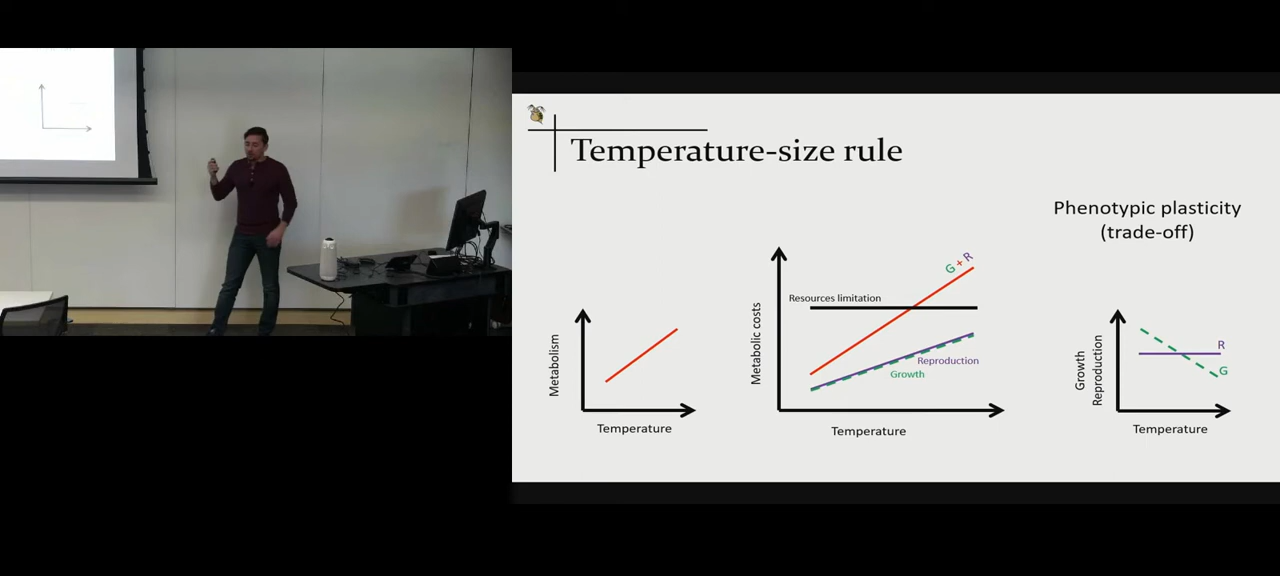 Temperature-size rule
Phenotypic plasticity
(trade-off)
Metabolism
Temperature
Metabolic costs
Resources limitation
G + R
Reproduction
Growth
Temperature
Growth
Reproduction
R
G
Temperature